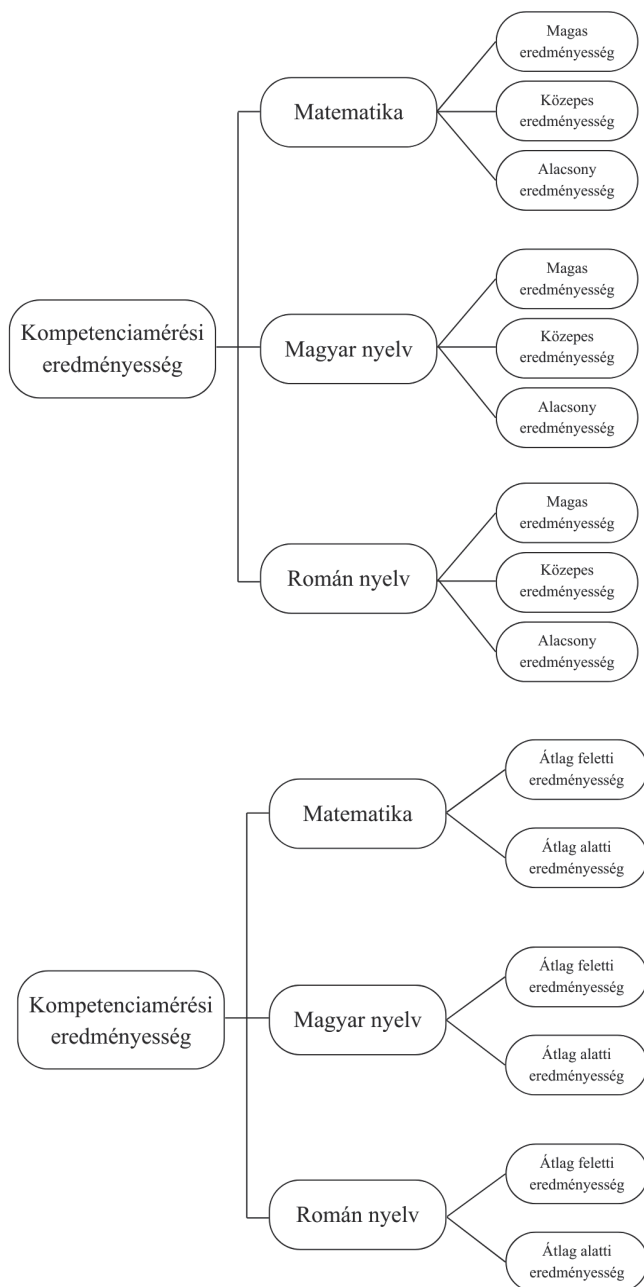 Kompetenciamérési
eredményesség
Matematika
Magas
eredményesség
Közepes
eredményesség
Alacsony
eredményesség
Magyar nyelv
Magas
eredményesség
Közepes
eredményesség
Alacsony
eredményesség
Román nyelv
Magas
eredményesség
Közepes
eredményesség
Alacsony
eredményesség
Kompetenciamérési
eredményesség
Matematika
Átlag feletti
eredményesség
Átlag alatti
eredményesség
Magyar nyelv
Átlag feletti
eredményesség
Átlag alatti
eredményesség
Román nyelv
Átlag feletti
eredményesség
Átlag alatti
eredményesség